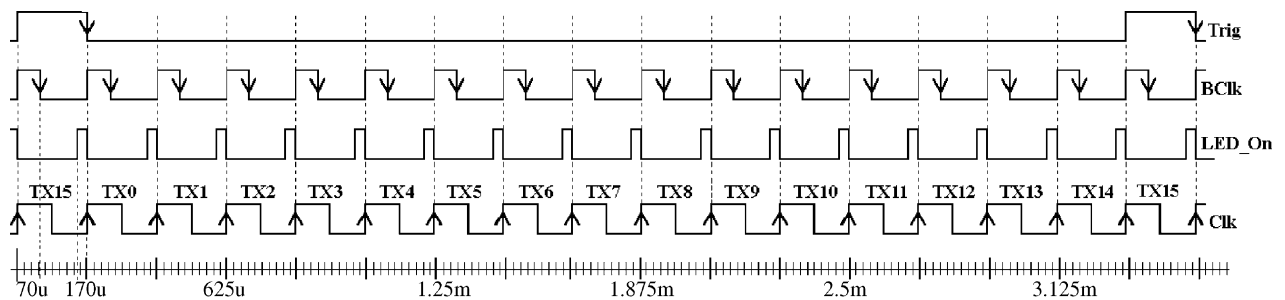 Trig
BClk
LED_On
TX15 TX0 TX1 TX2 TX3 TX4 TX5 TX6 TX7 TX8 TX9 TX10 TX11 TX12 TX13 TX14 TX15
Clk
70u 170u 625u 1.25m 1.875m 2.5m 3.125m